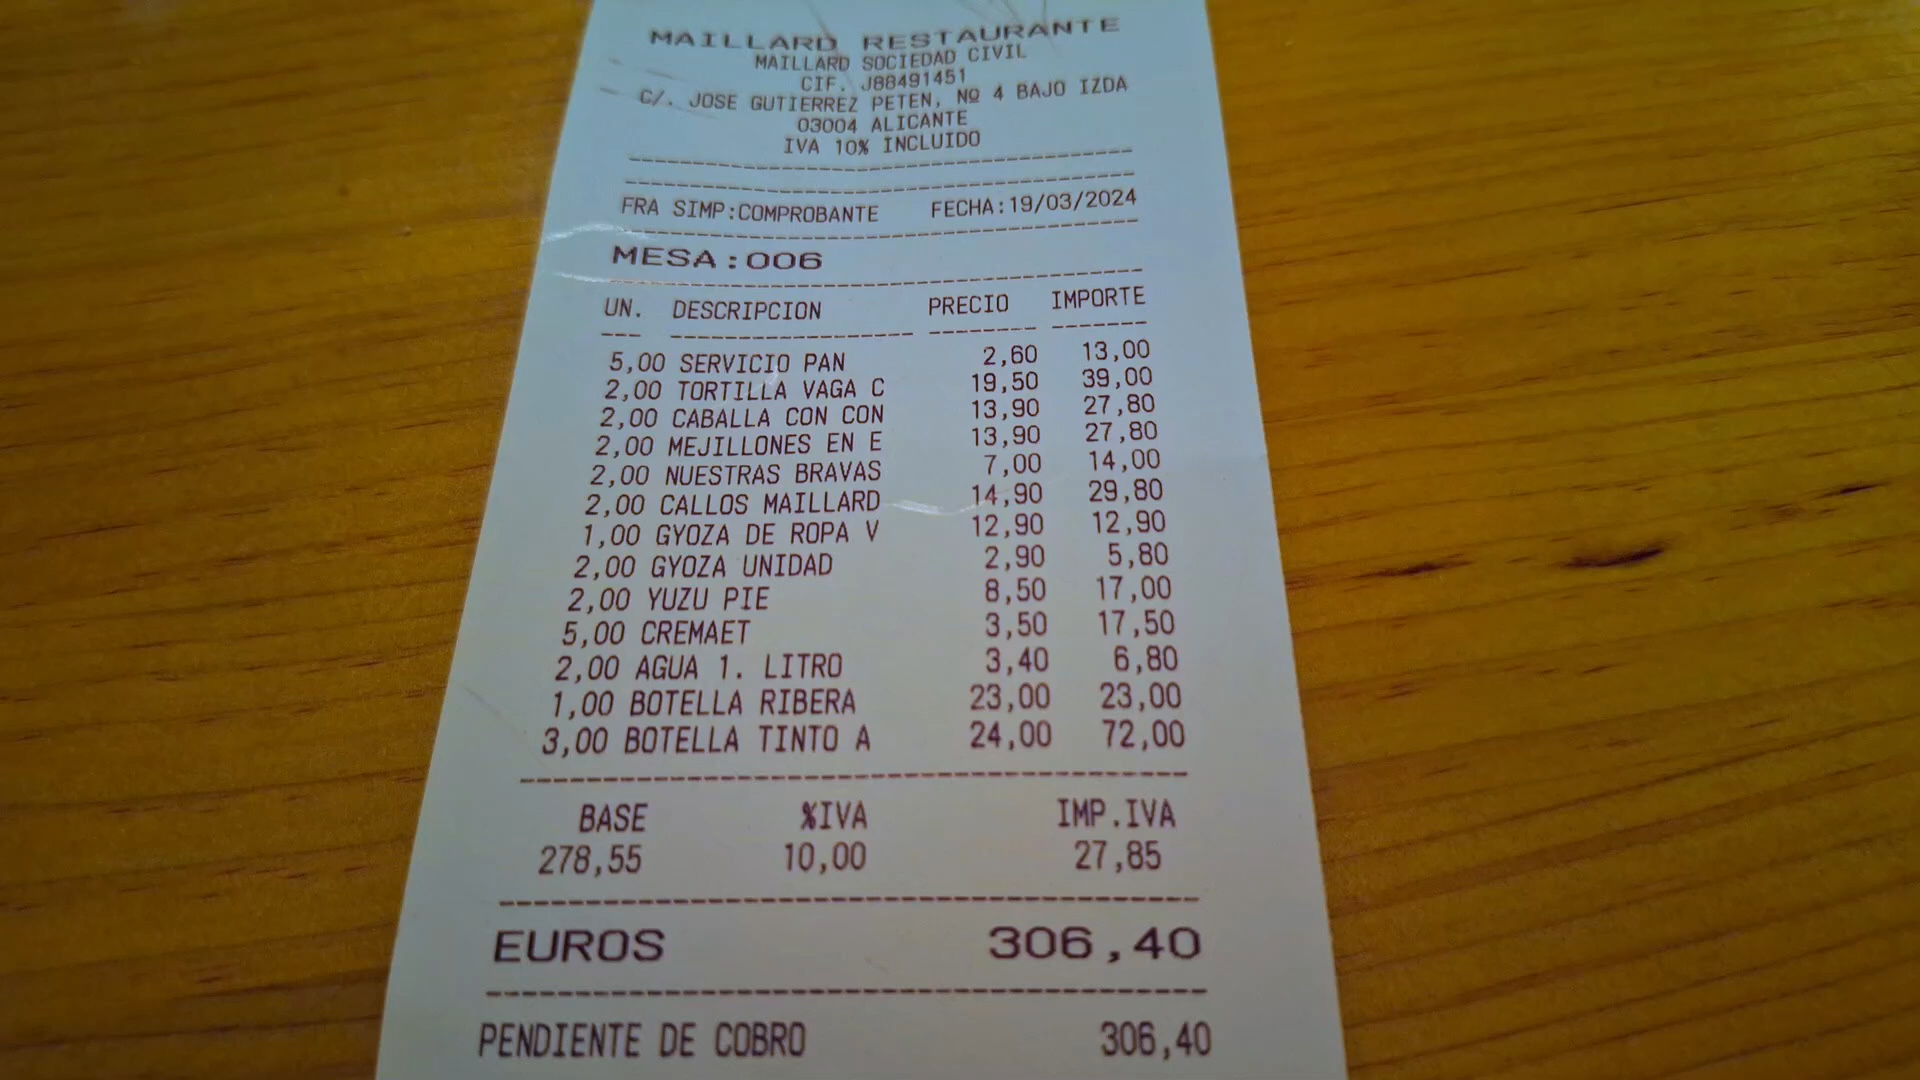 MAILLARD RESTAURANTE
MAILLARD SOCIEDAD CIVIL
CIF. J88491451
C/. JOSE GUTIERREZ PETEN, Nº 4 BAJO IZDA
03004 ALICANTE
IVA 10% INCLUIDO
FRA SIMP:COMPROBANTE FECHA:19/03/2024
MESA:006
UN. DESCRIPCION PRECIO IMPORTE
5,00 SERVICIO PAN 2,60 13,00
2,00 TORTILLA VAGA C 19,50 39,00
2,00 CABALLA CON CON 13,90 27,80
2,00 MEJILLONES EN E 13,90 27,80
2,00 NUESTRAS BRAVAS 7,00 14,00
2,00 CALLOS MAILLARD 14,90 29,80
1,00 GYOZA DE ROPA V 12,90 12,90
2,00 GYOZA UNIDAD 2,90 5,80
2,00 YUZU PIE 8,50 17,00
5,00 CREMAET 3,50 17,50
2,00 AGUA 1. LITRO 3,40 6,80
1,00 BOTELLA RIBERA 23,00 23,00
3,00 BOTELLA TINTO A 24,00 72,00
BASE %IVA IMP.IVA
278,55 10,00 27,85
EUROS 306,40
PENDIENTE DE COBRO 306,40